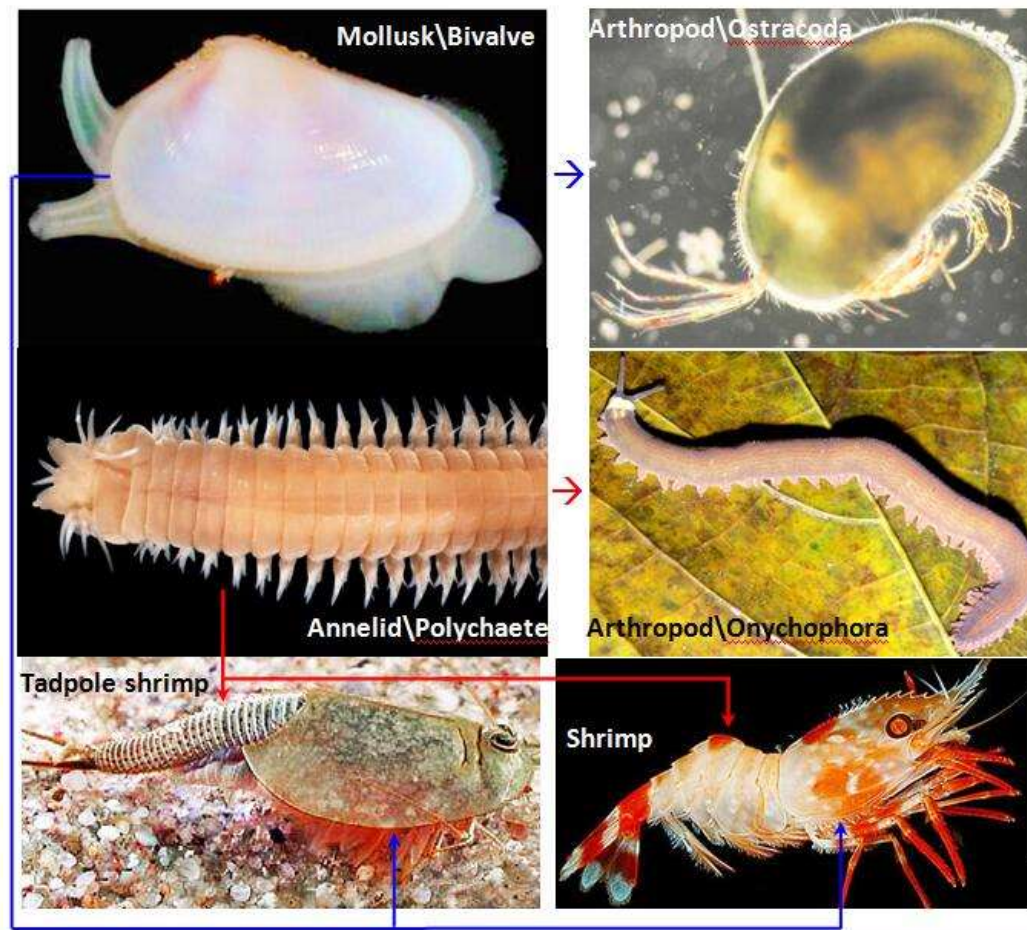 Mollusk\Bivalve
Arthropod\Ostracoda
Annelid\Polychaete
Arthropod\Onychophora
Tadpole shrimp
Shrimp